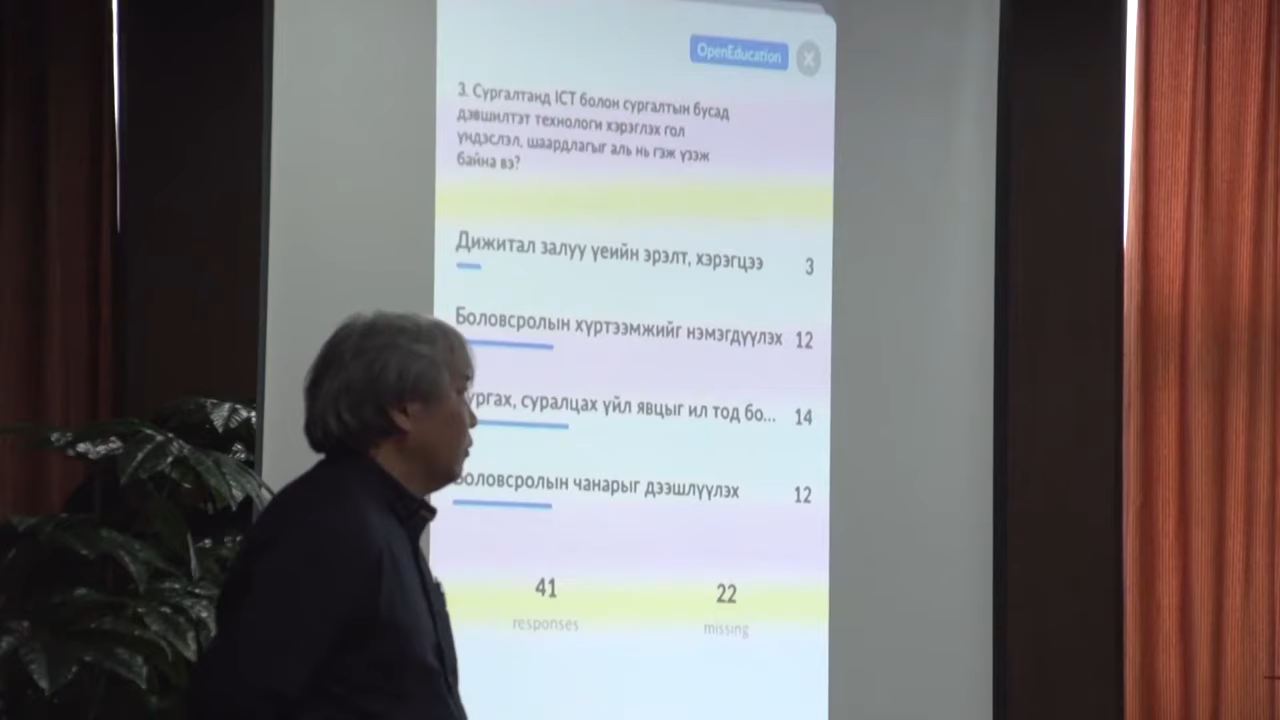 OpenEducation
3. Сургалтанд ICT болон сургалтын бусад
дэвшилтэт технологи хэрэглэх гол
үндэслэл, шаардлагыг аль нь гэж үзэж
байна вэ?
Дижитал залуу үеийн эрэлт, хэрэгцээ 3
Боловсролын хүртээмжийг нэмэгдүүлэх 12
суралцах үйл явцыг ил тод бо... 14
Боловсролын чанарыг дээшлүүлэх 12
41 22
responses missing